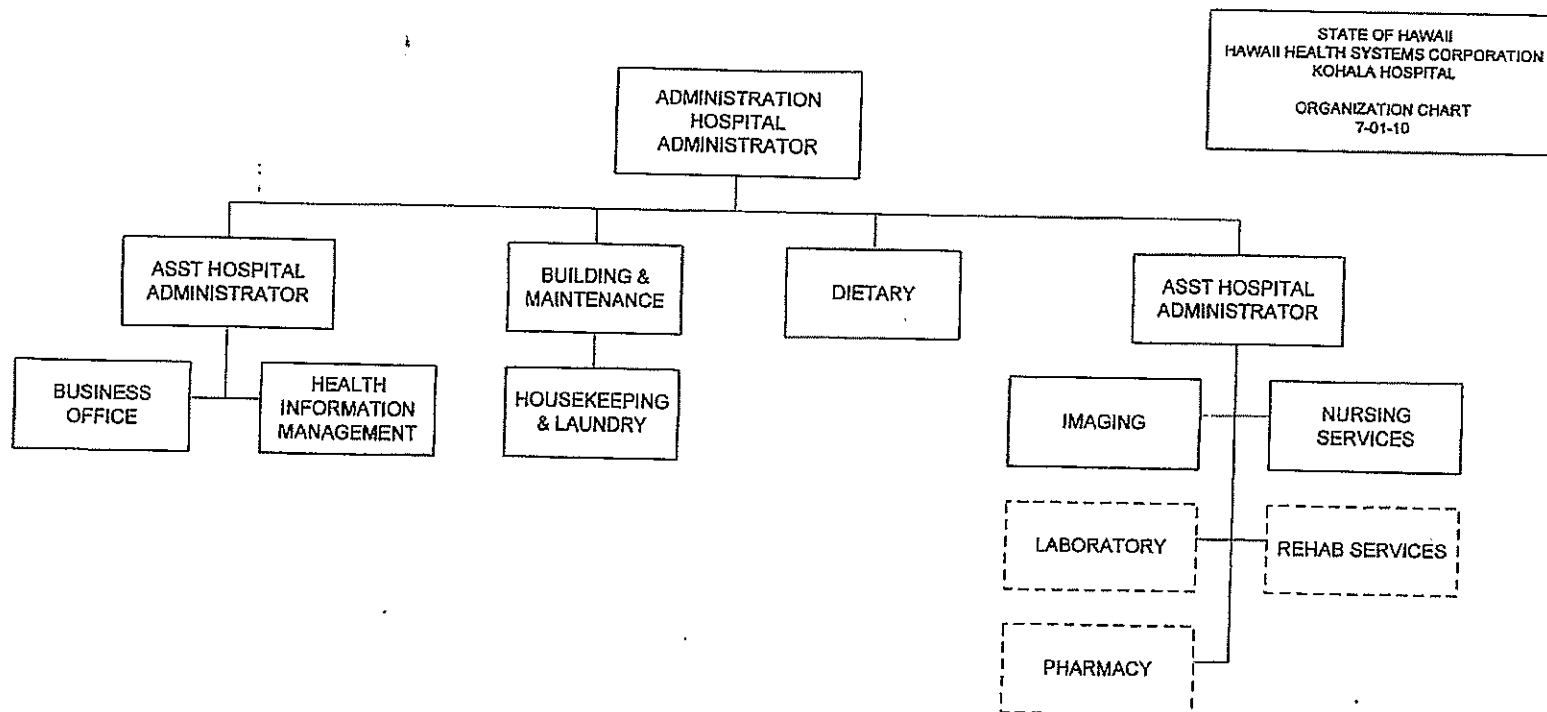 STATE OF HAWAII
HAWAII HEALTH SYSTEMS CORPORATION
KOHALA HOSPITAL
ORGANIZATION CHART
7-01-10
ADMINISTRATION
HOSPITAL
ADMINISTRATOR
ASST HOSPITAL
ADMINISTRATOR
BUILDING &
MAINTENANCE
DIETARY
ASST HOSPITAL
ADMINISTRATOR
BUSINESS
OFFICE
HEALTH
INFORMATION
MANAGEMENT
HOUSEKEEPING
& LAUNDRY
IMAGING
NURSING
SERVICES
LABORATORY
REHAB SERVICES
PHARMACY